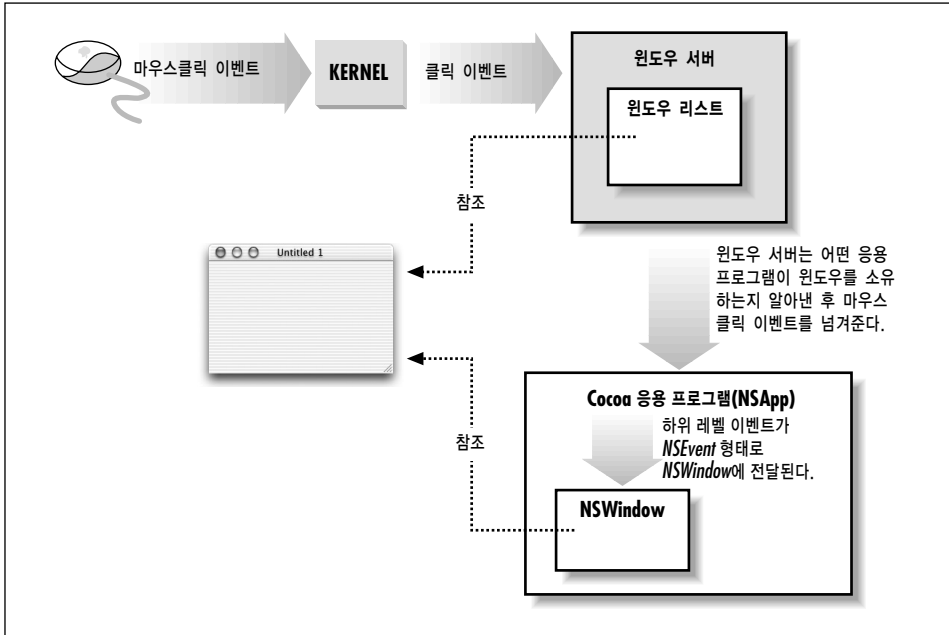 마우스클릭 이벤트
KERNEL
클릭 이벤트
윈도우 서버
윈도우 리스트
참조
Untitled 1
윈도우 서버는 어떤 응용
프로그램이 윈도우를 소유
하는지 알아낸 후 마우스
클릭 이벤트를 넘겨준다.
Cocoa 응용 프로그램(NSApp)
하위 레벨 이벤트가
NSEvent 형태로
NSWindow에 전달된다.
참조
NSWindow